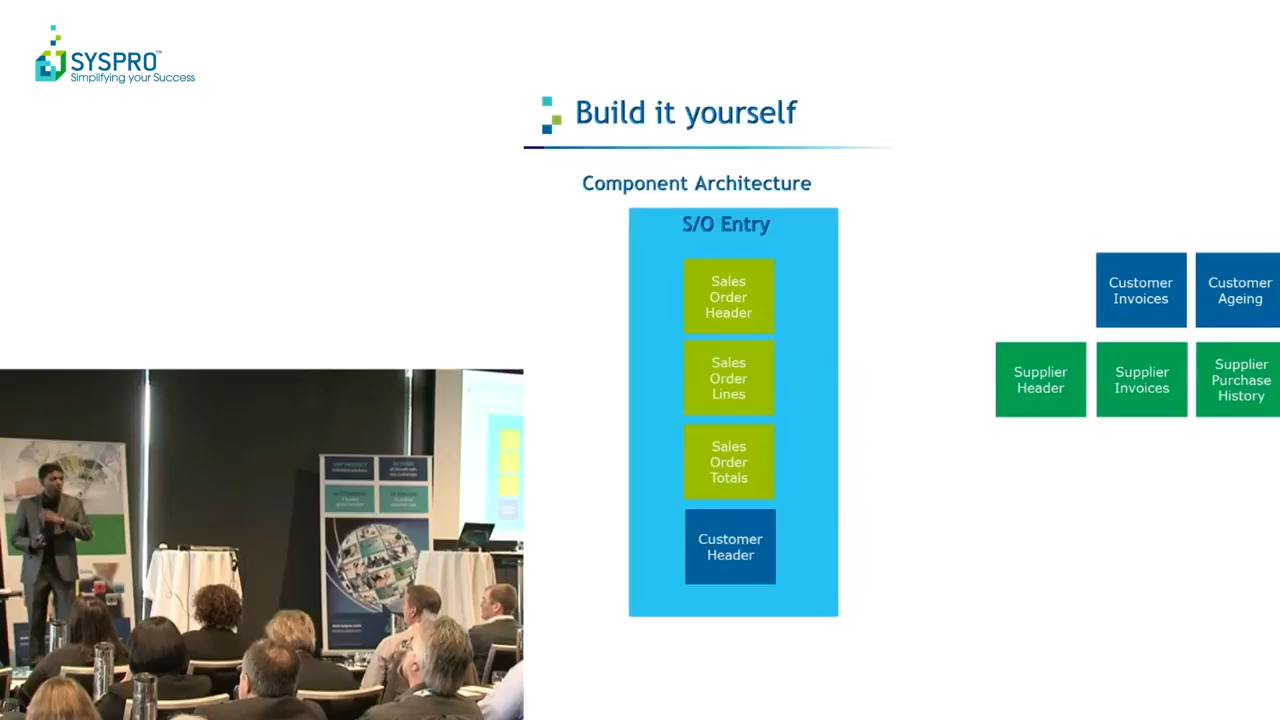 SYSPRO™
Simplifying your Success
Build it yourself
Component Architecture
S/O Entry
Sales
Order
Header
Sales
Order
Lines
Sales
Order
Totals
Customer
Header
Customer
Invoices
Customer
Ageing
Supplier
Header
Supplier
Invoices
Supplier
Purchase
History